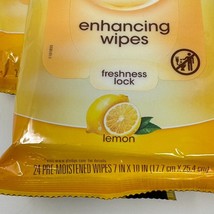 enhancing
wipes
freshness
lock
lemon
24 PRE-MOISTENED WIPES 7 IN X 10 IN (17.7 cm X 25.4 cm)